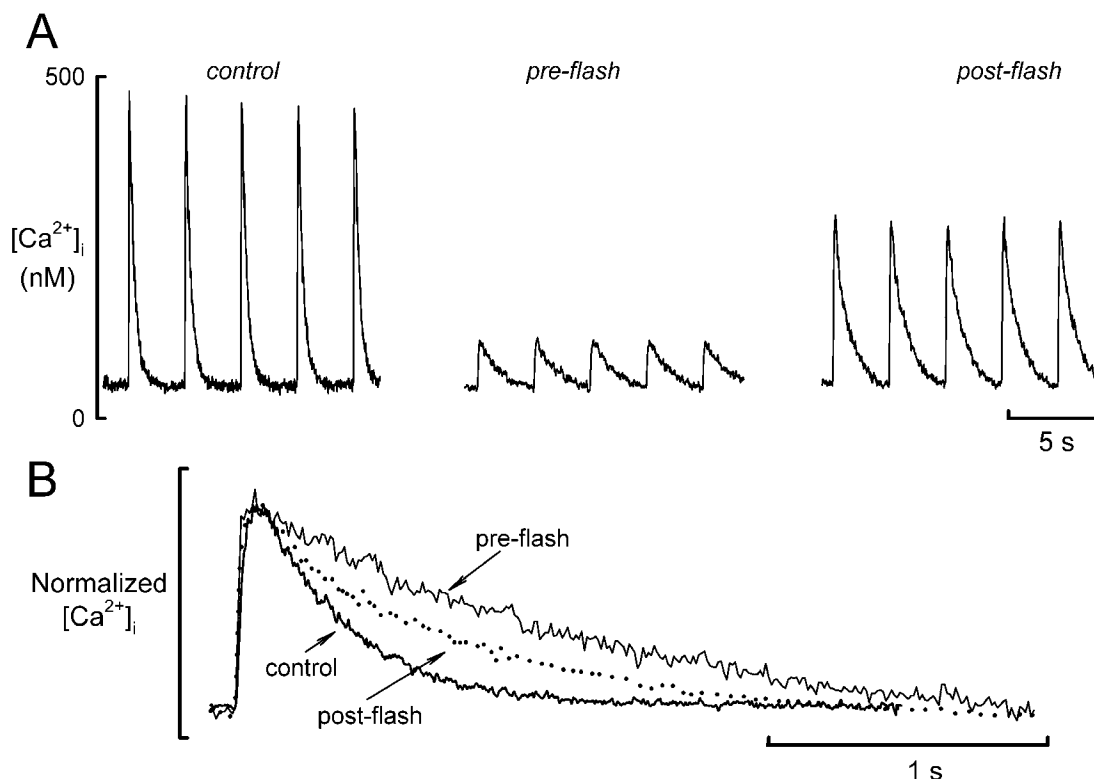 A
control pre-flash post-flash
500
[Ca²⁺]ᵢ
(nM)
0
5 s
B
pre-flash
Normalized
[Ca²⁺]ᵢ
control
post-flash
1 s